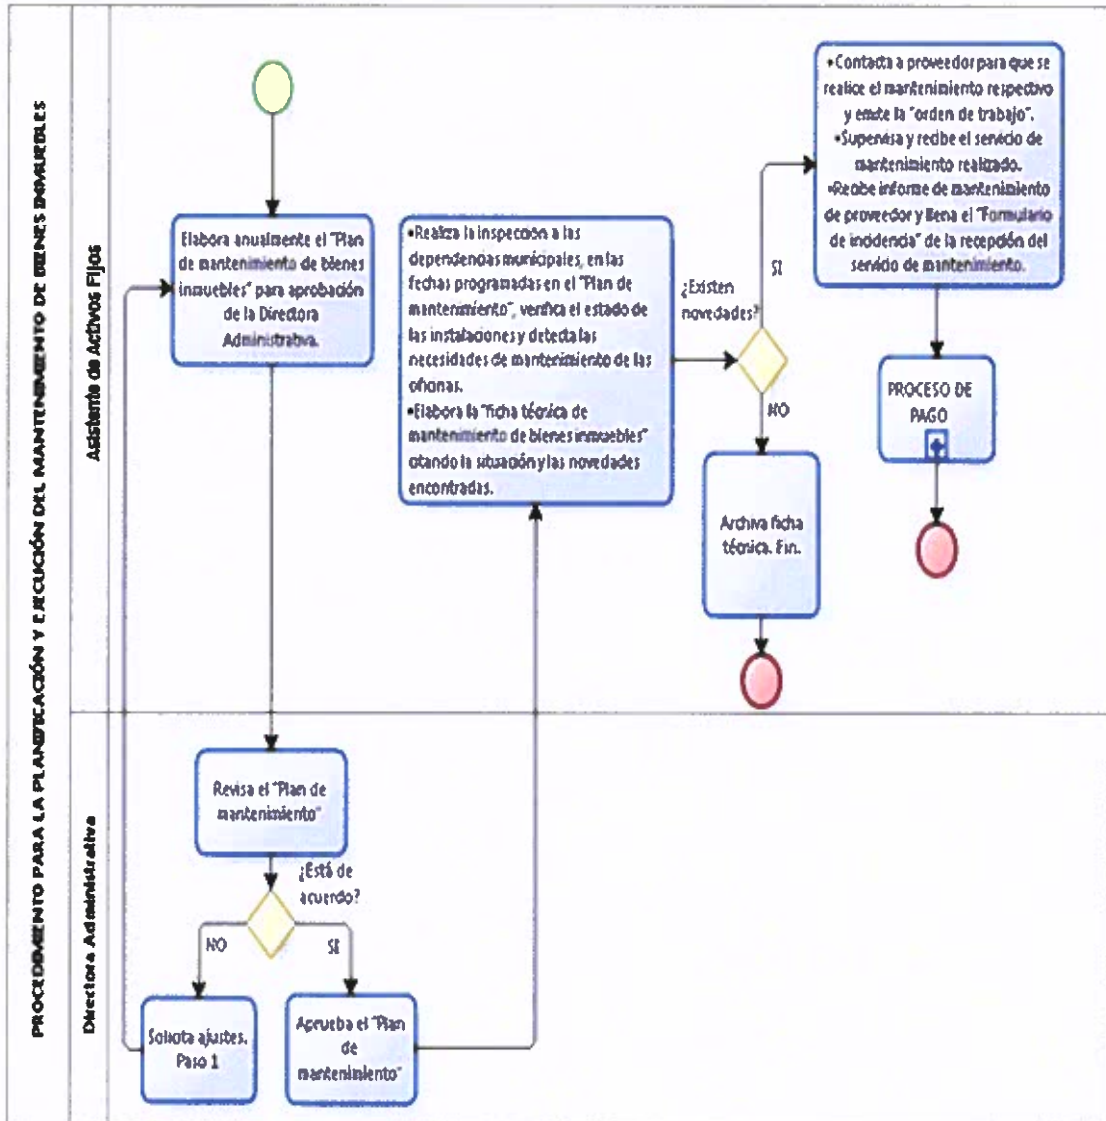 PROCEDIMIENTO PARA LA PLANIFICACIÓN Y EJECUCIÓN DEL MANTENIMIENTO DE BIENES INMUEBLES
Asistente de Activos Fijos
Elabora anualmente el "Plan
de mantenimiento de bienes
inmuebles" para aprobación
de la Directora
Administrativa.
•Realiza la inspección a las
dependencias municipales, en las
fechas programadas en el "Plan de
mantenimiento", verifica el estado de
las instalaciones y detecta las
necesidades de mantenimiento de las
oficinas.
•Elabora la "ficha técnica de
mantenimiento de bienes inmuebles"
citando la situación y las novedades
encontradas.
¿Existen
novedades?
SI
NO
•Contacta a proveedor para que se
realice el mantenimiento respectivo
y emite la "orden de trabajo".
•Supervisa y recibe el servicio de
mantenimiento realizado.
•Recibe informe de mantenimiento
de proveedor y llena el "Formulario
de incidencia" de la recepción del
servicio de mantenimiento.
PROCESO DE
PAGO
Archiva ficha
técnica. Fin.
Directora Administrativa
Revisa el "Plan de
mantenimiento"
¿Está de
acuerdo?
NO
SI
Solicita ajustes.
Paso 1
Aprueba el "Plan
de
mantenimiento"